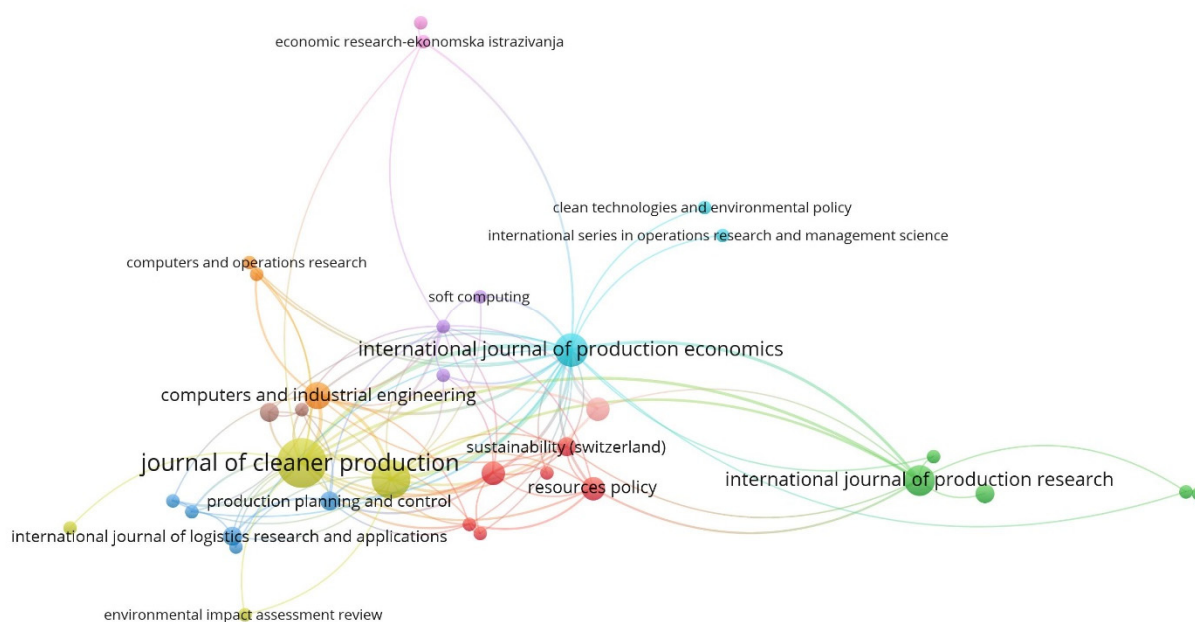 economic research-ekonomska istrazivanja
clean technologies and environmental policy
international series in operations research and management science
computers and operations research
soft computing
international journal of production economics
computers and industrial engineering
sustainability (switzerland)
journal of cleaner production
international journal of production research
resources policy
production planning and control
international journal of logistics research and applications
environmental impact assessment review